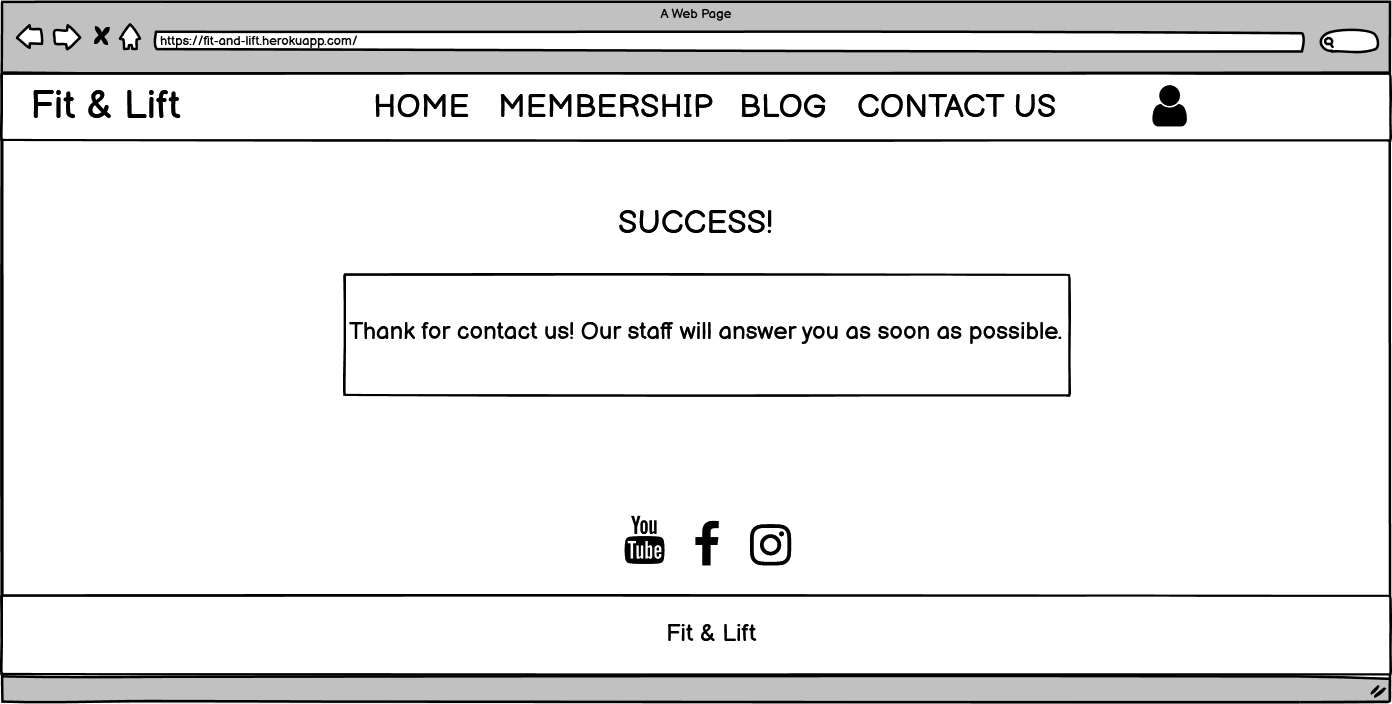 A Web Page
https://fit-and-lift.herokuapp.com/
Fit & Lift HOME MEMBERSHIP BLOG CONTACT US
SUCCESS!
Thank for contact us! Our staff will answer you as soon as possible.
You
Tube
Fit & Lift